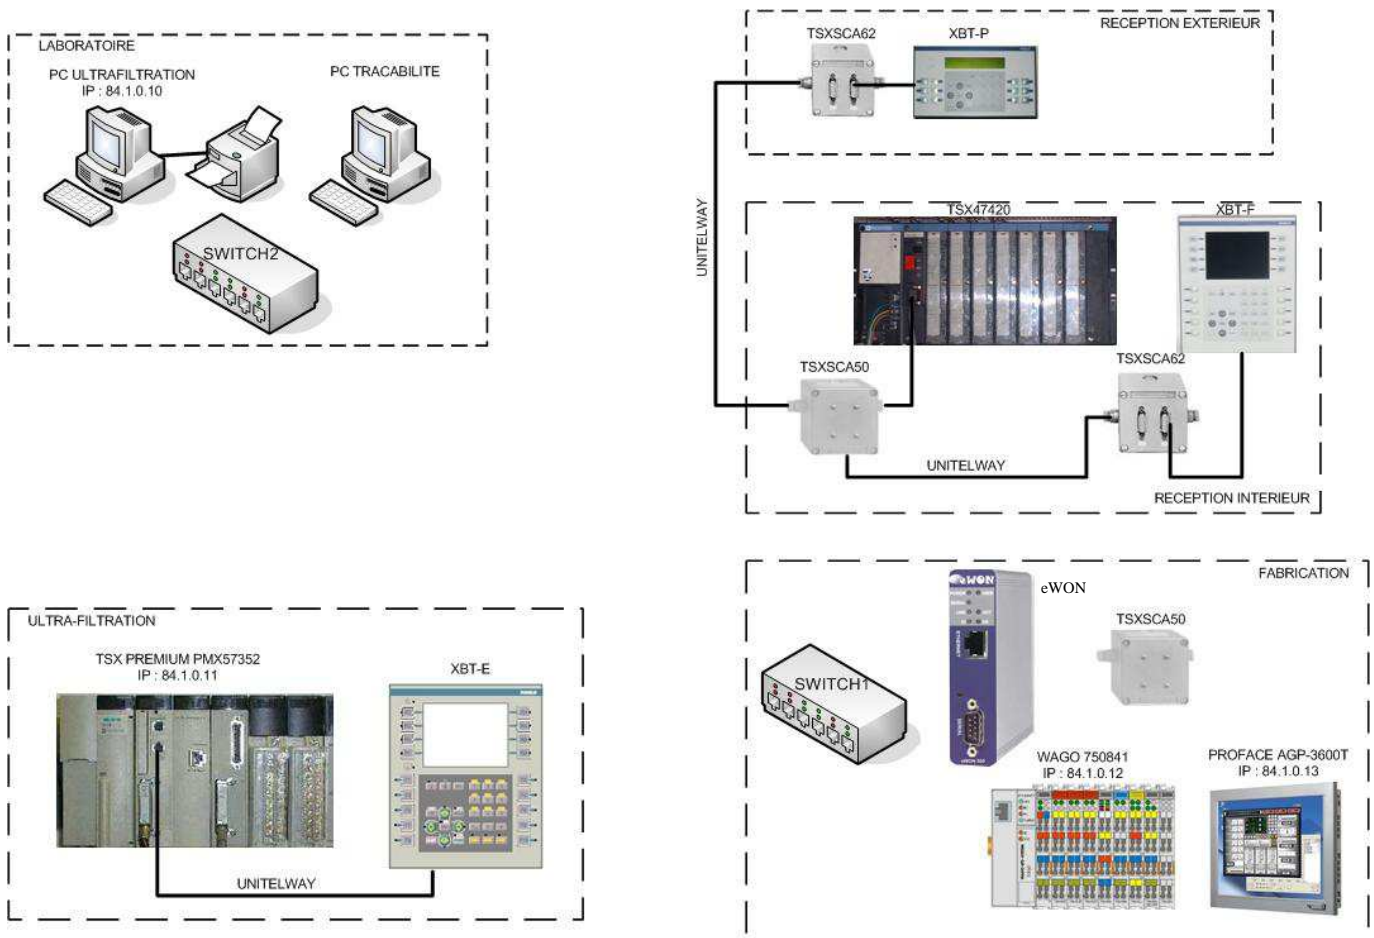 LABORATOIRE
PC ULTRAFILTRATION
IP : 84.1.0.10
PC TRACABILITE
SWITCH2
RECEPTION EXTERIEUR
TSXSCA62
XBT-P
UNITELWAY
TSX47420
XBT-F
TSXSCA50
TSXSCA62
UNITELWAY
RECEPTION INTERIEUR
ULTRA-FILTRATION
TSX PREMIUM PMX57352
IP : 84.1.0.11
XBT-E
UNITELWAY
FABRICATION
eWON
eWON
ETHERNET
SERIAL
TSXSCA50
SWITCH1
WAGO 750841
IP : 84.1.0.12
PROFACE AGP-3600T
IP : 84.1.0.13